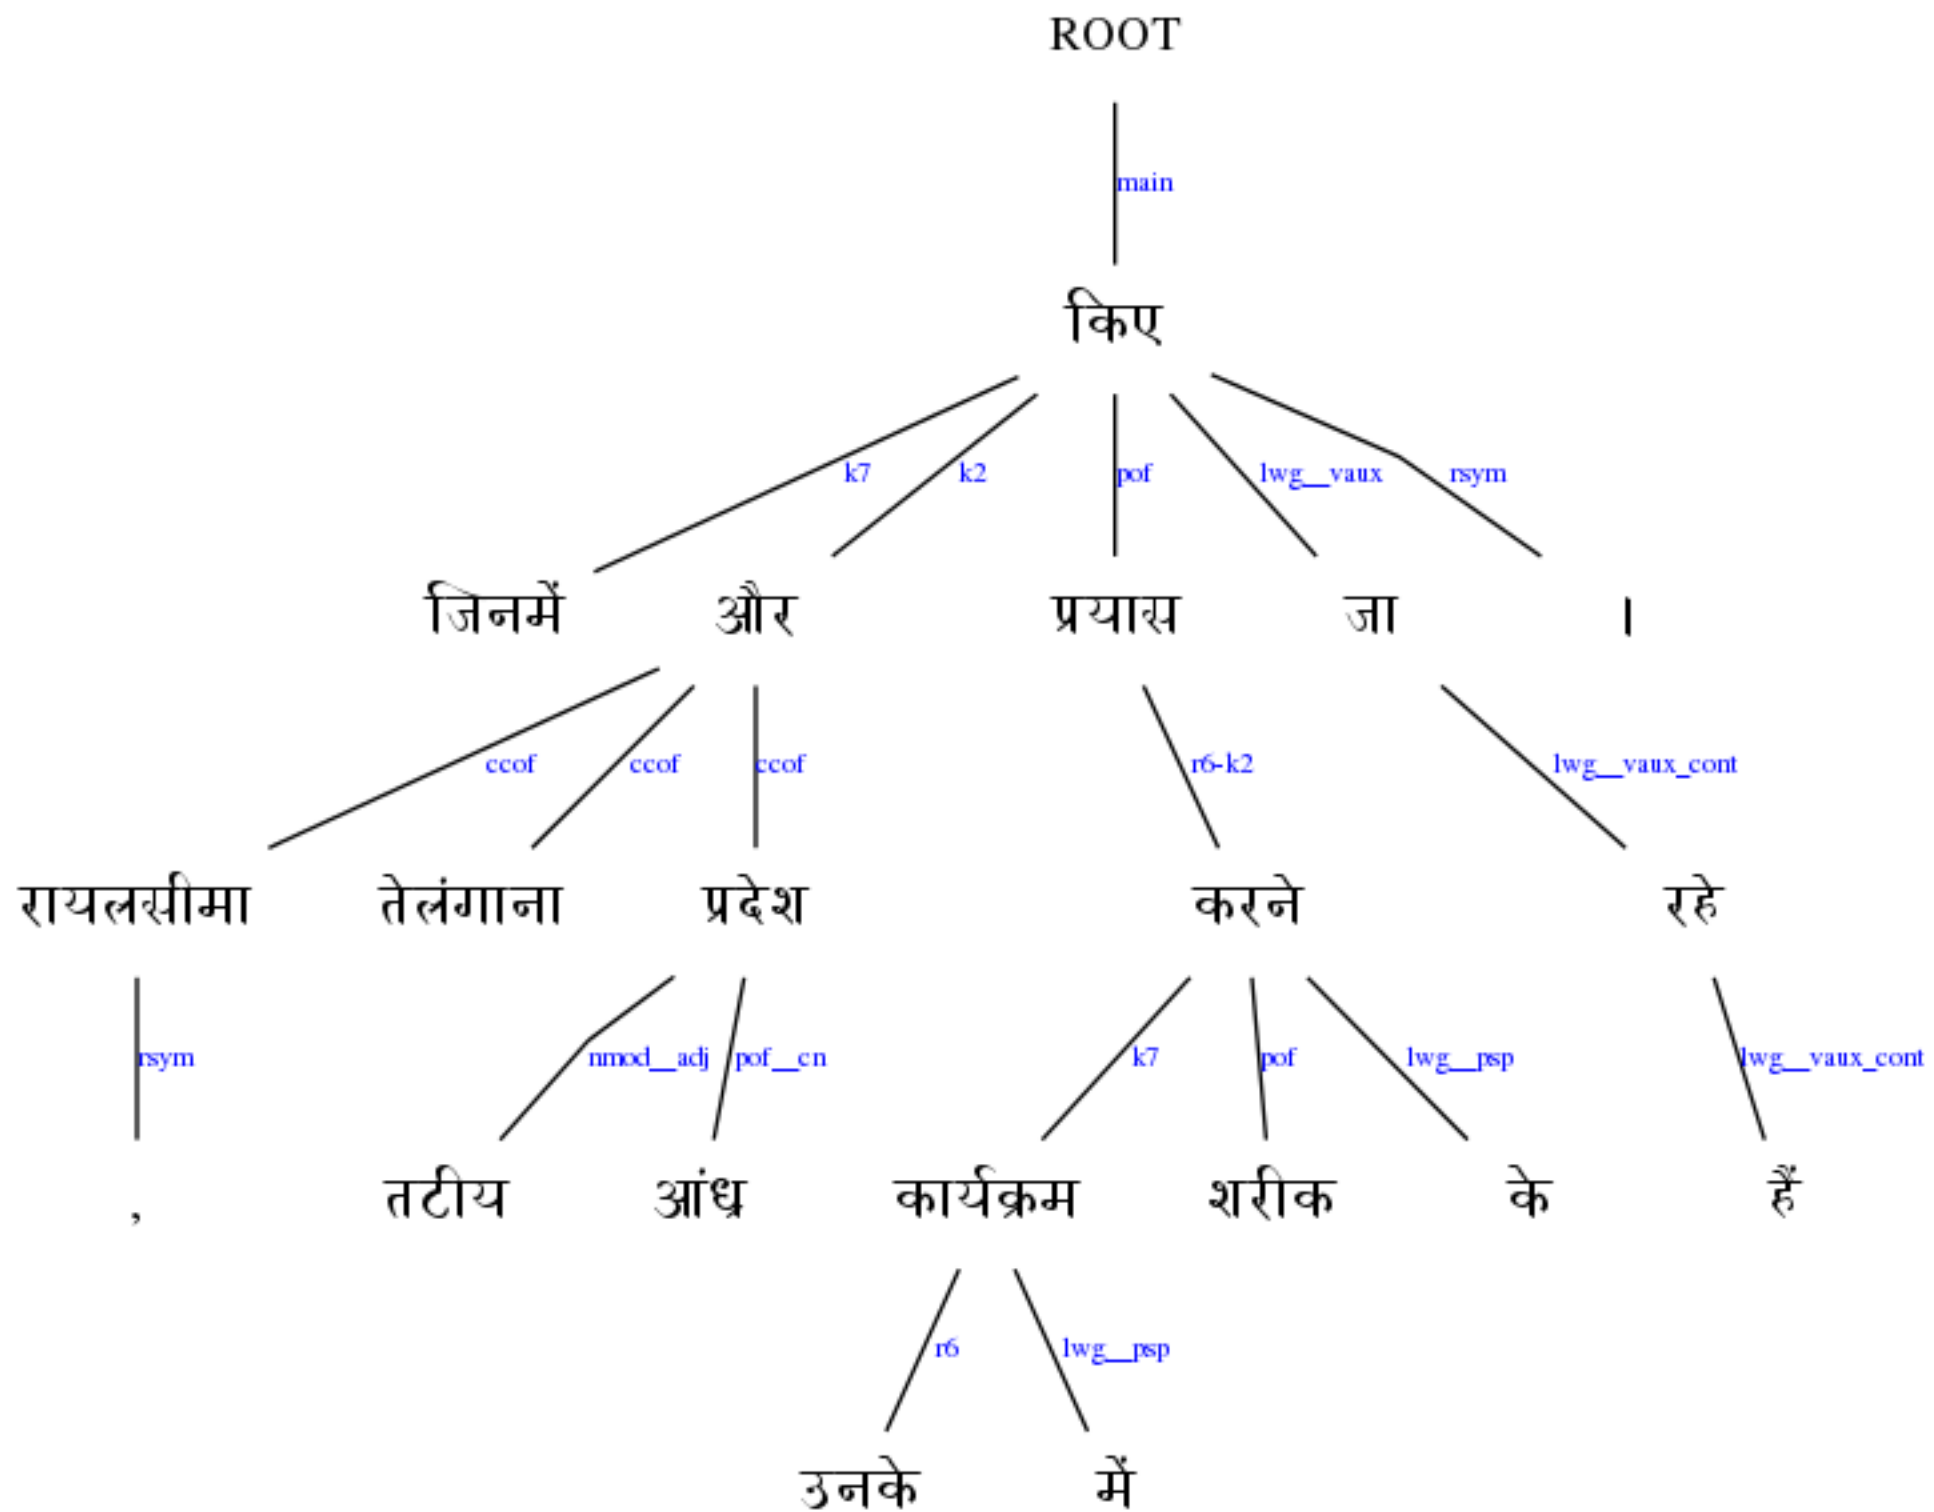 ROOT
main
किए
k7 k2 pof lwg__vaux rsym
जिनमें और प्रयास जा ।
ccof ccof ccof r6-k2 lwg__vaux_cont
रायलसीमा तेलंगाना प्रदेश करने रहे
rsym nmod__adj pof__cn k7 pof lwg__psp lwg__vaux_cont
, तटीय आंध्र कार्यक्रम शरीक के हैं
r6 lwg__psp
उनके में